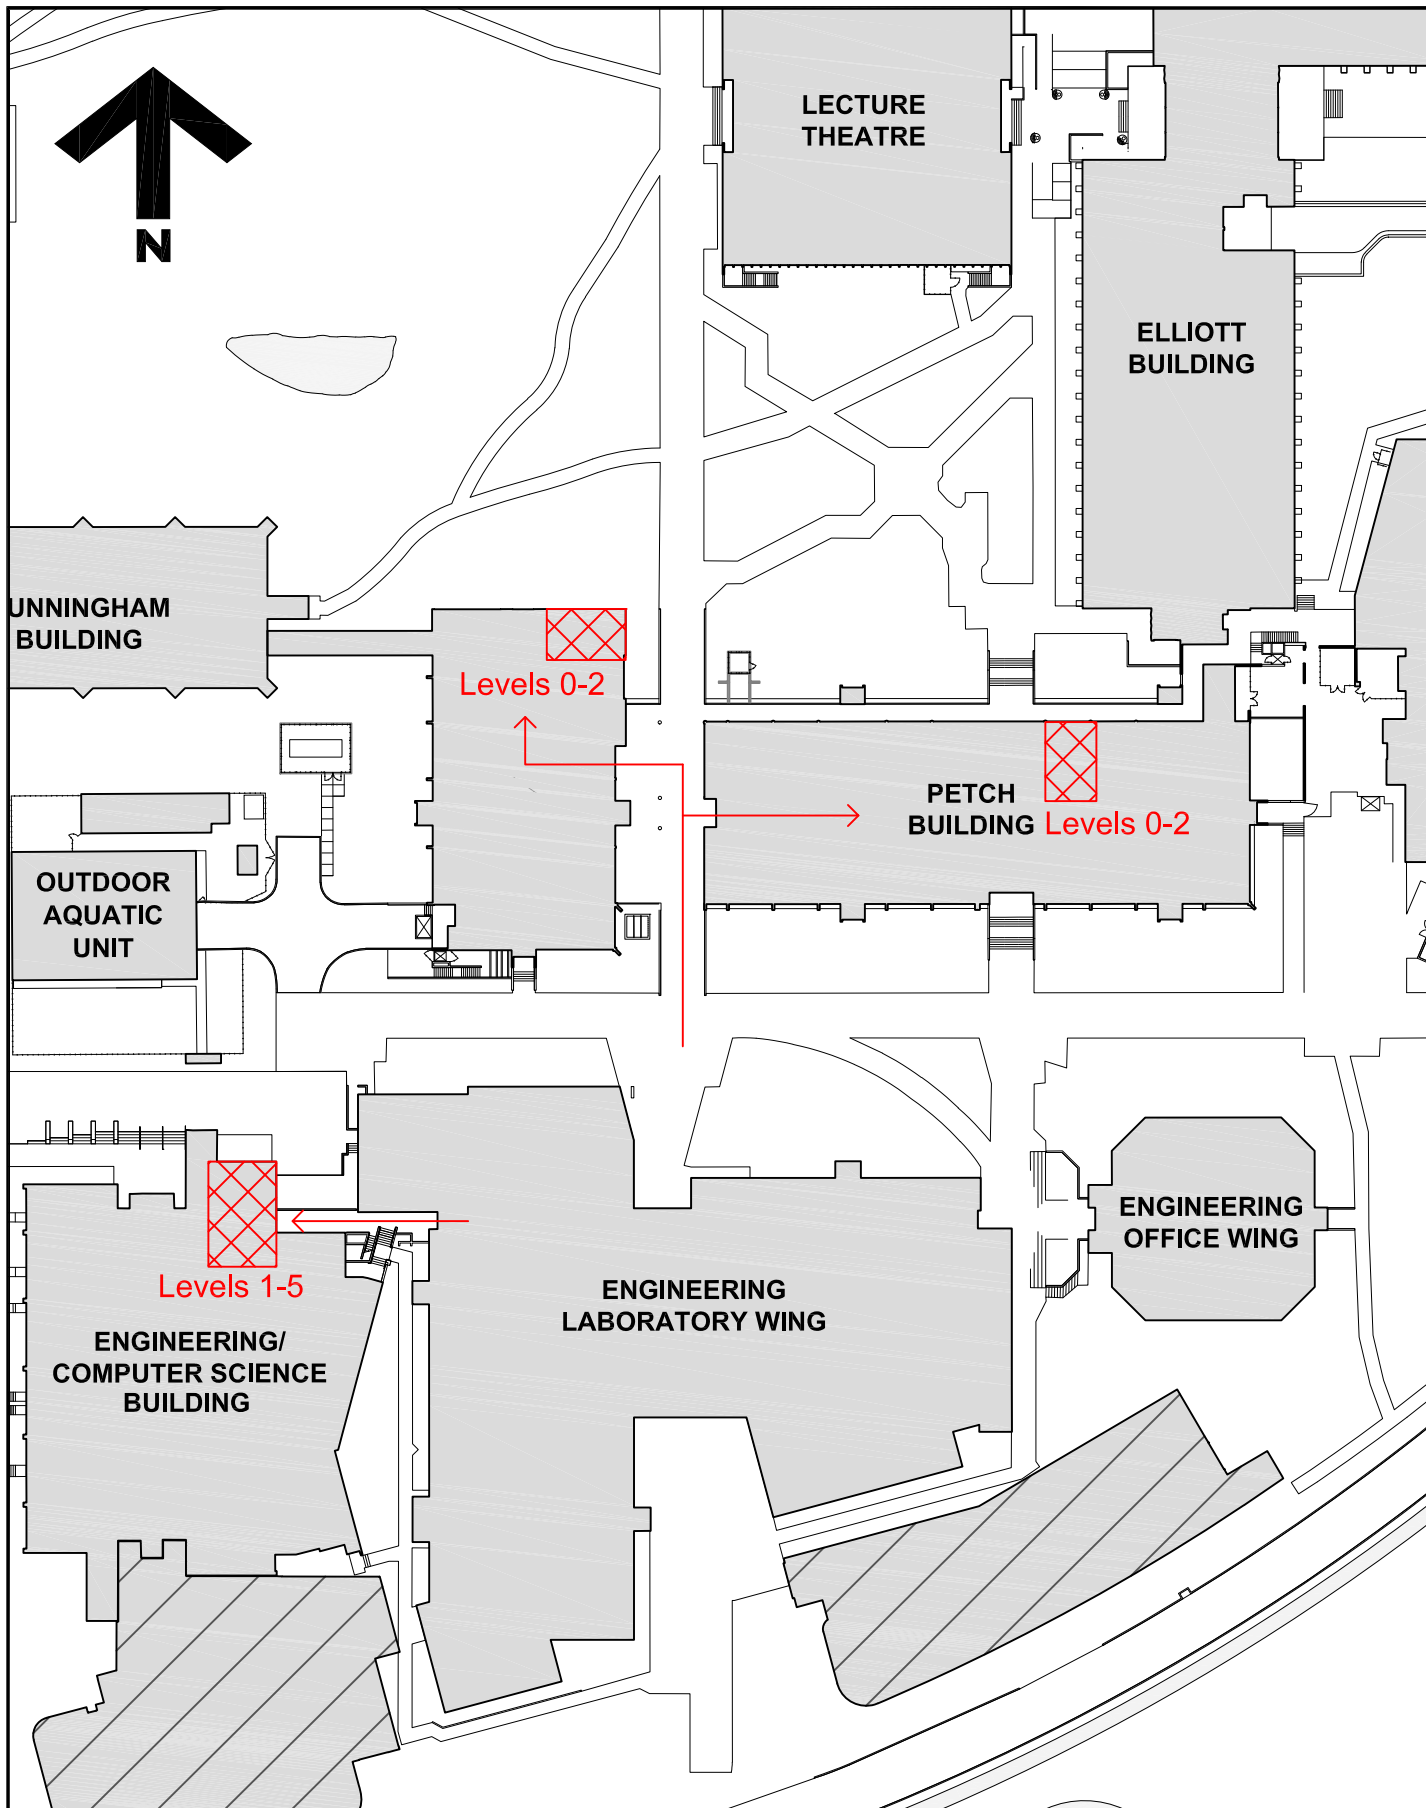 LECTURE
THEATRE
N
ELLIOTT
BUILDING
UNNINGHAM
BUILDING
Levels 0-2
PETCH
BUILDING
Levels 0-2
OUTDOOR
AQUATIC
UNIT
ENGINEERING
OFFICE WING
Levels 1-5
ENGINEERING
LABORATORY WING
ENGINEERING/
COMPUTER SCIENCE
BUILDING